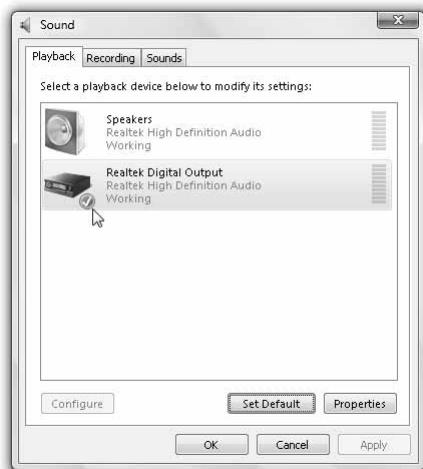 Sound
Playback Recording Sounds
Select a playback device below to modify its settings:
Speakers
Realtek High Definition Audio
Working
Realtek Digital Output
Realtek High Definition Audio
Working
Configure Set Default Properties
OK Cancel Apply